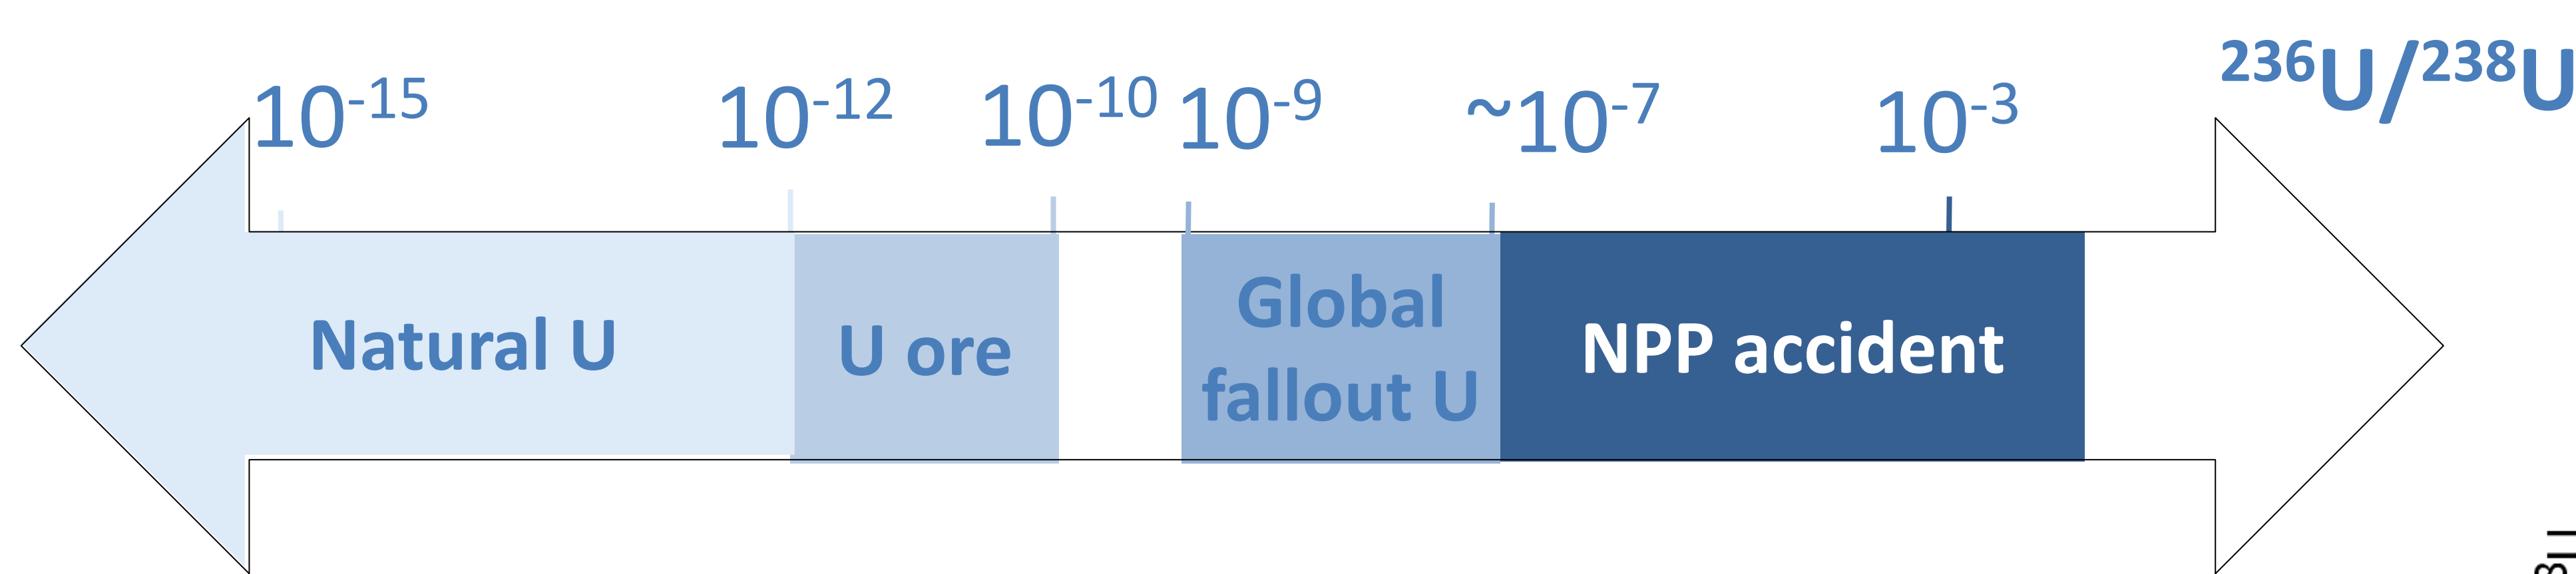 10⁻¹⁵ 10⁻¹² 10⁻¹⁰ 10⁻⁹ ~10⁻⁷ 10⁻³ ²³⁶U/²³⁸U
Natural U
U ore
Global
fallout U
NPP accident